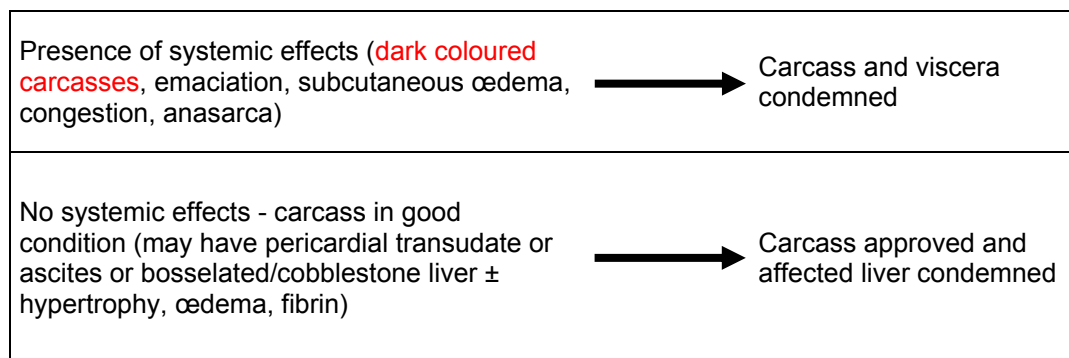 Presence of systemic effects (dark coloured
carcasses, emaciation, subcutaneous œdema,
congestion, anasarca)
Carcass and viscera
condemned
No systemic effects - carcass in good
condition (may have pericardial transudate or
ascites or bosselated/cobblestone liver ±
hypertrophy, œdema, fibrin)
Carcass approved and
affected liver condemned